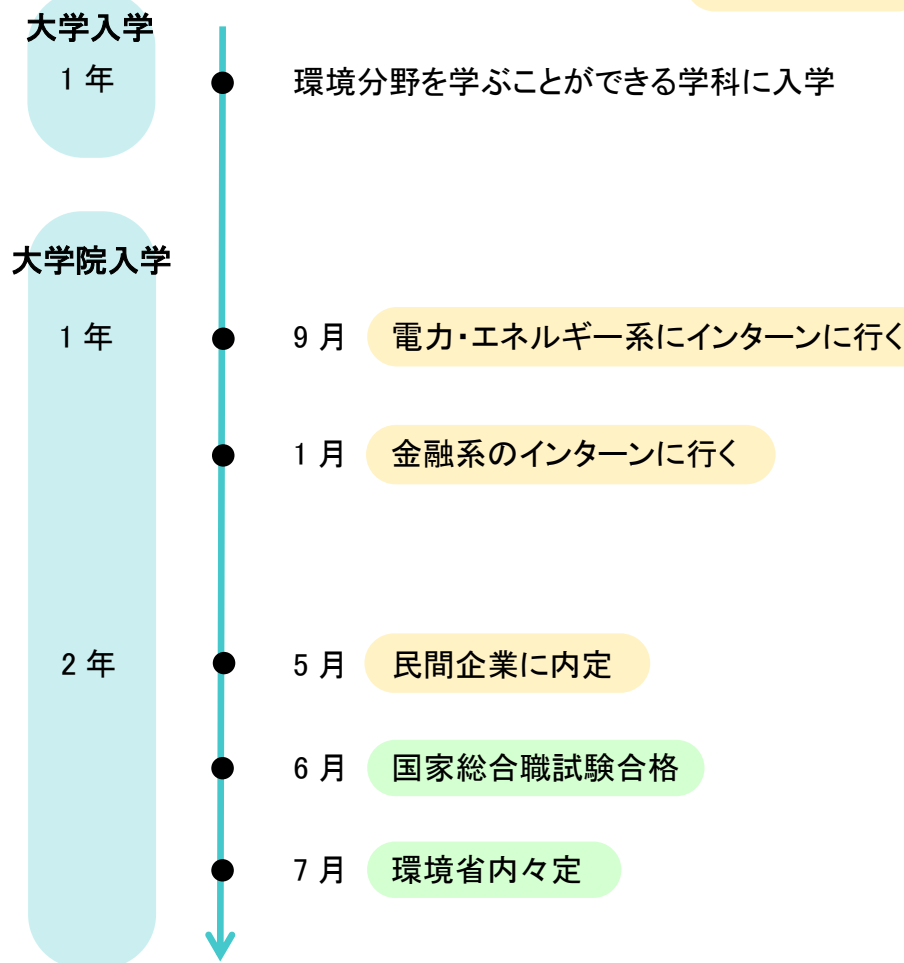 大学入学
1 年
環境分野を学ぶことができる学科に入学
大学院入学
1 年
9 月 電力・エネルギー系にインターンに行く
1 月 金融系のインターンに行く
2 年
5 月 民間企業に内定
6 月 国家総合職試験合格
7 月 環境省内々定